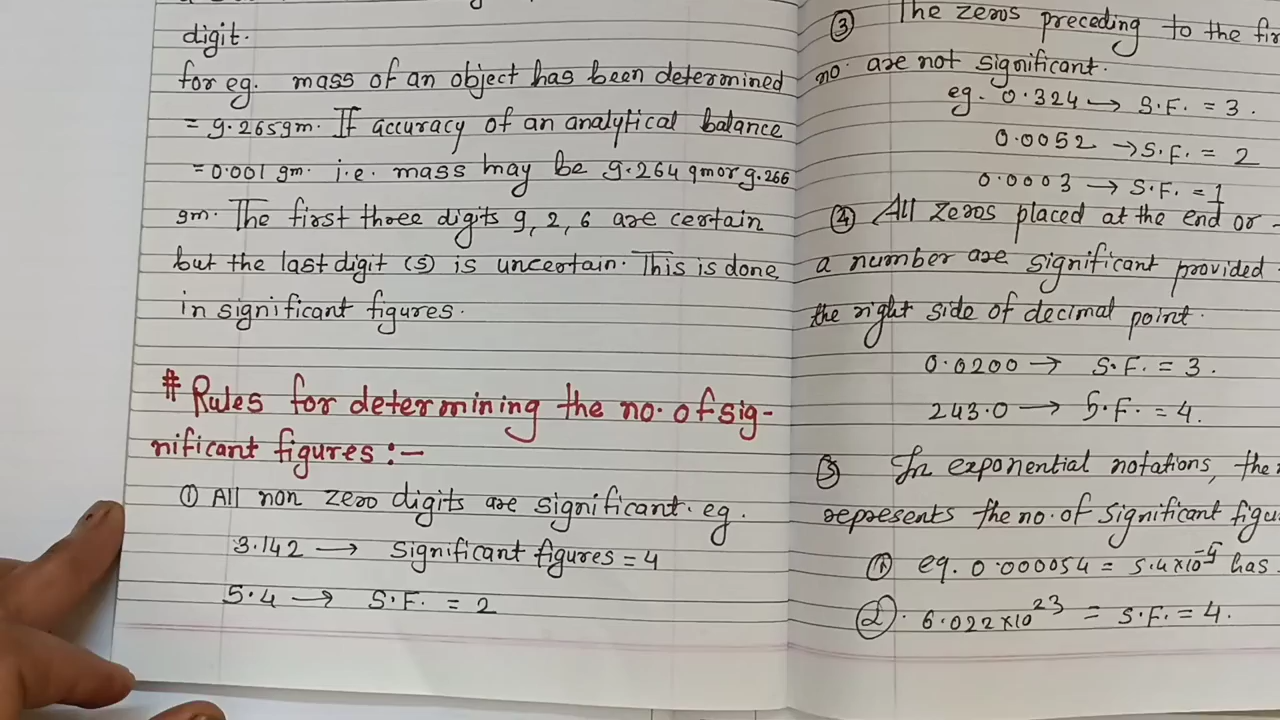 digit.
for eg. mass of an object has been determined
= 9.265gm. If accuracy of an analytical balance
= 0.001 gm. i.e. mass may be 9.264 gm or 9.266
gm. The first three digits 9, 2, 6 are certain
but the last digit (5) is uncertain. This is done
in significant figures.
# Rules for determining the no. of sig-
nificant figures :-
① All non zero digits are significant. eg.
3.142 → significant figures = 4
5.4 → S.F. = 2
③ The zeros preceding to the
no. are not significant.
eg. 0.324 → S.F. = 3.
0.0052 → S.F. = 2
0.0003 → S.F. = 1
④ All zeros placed at the end or
a number are significant provided
the right side of decimal point.
0.0200 → S.F. = 3.
243.0 → S.F. = 4.
⑤ In exponential notations, the
represents the no. of significant
① eg. 0.000054 = 5.4×10⁻⁵ has
② 6.022×10²³ = S.F. = 4.